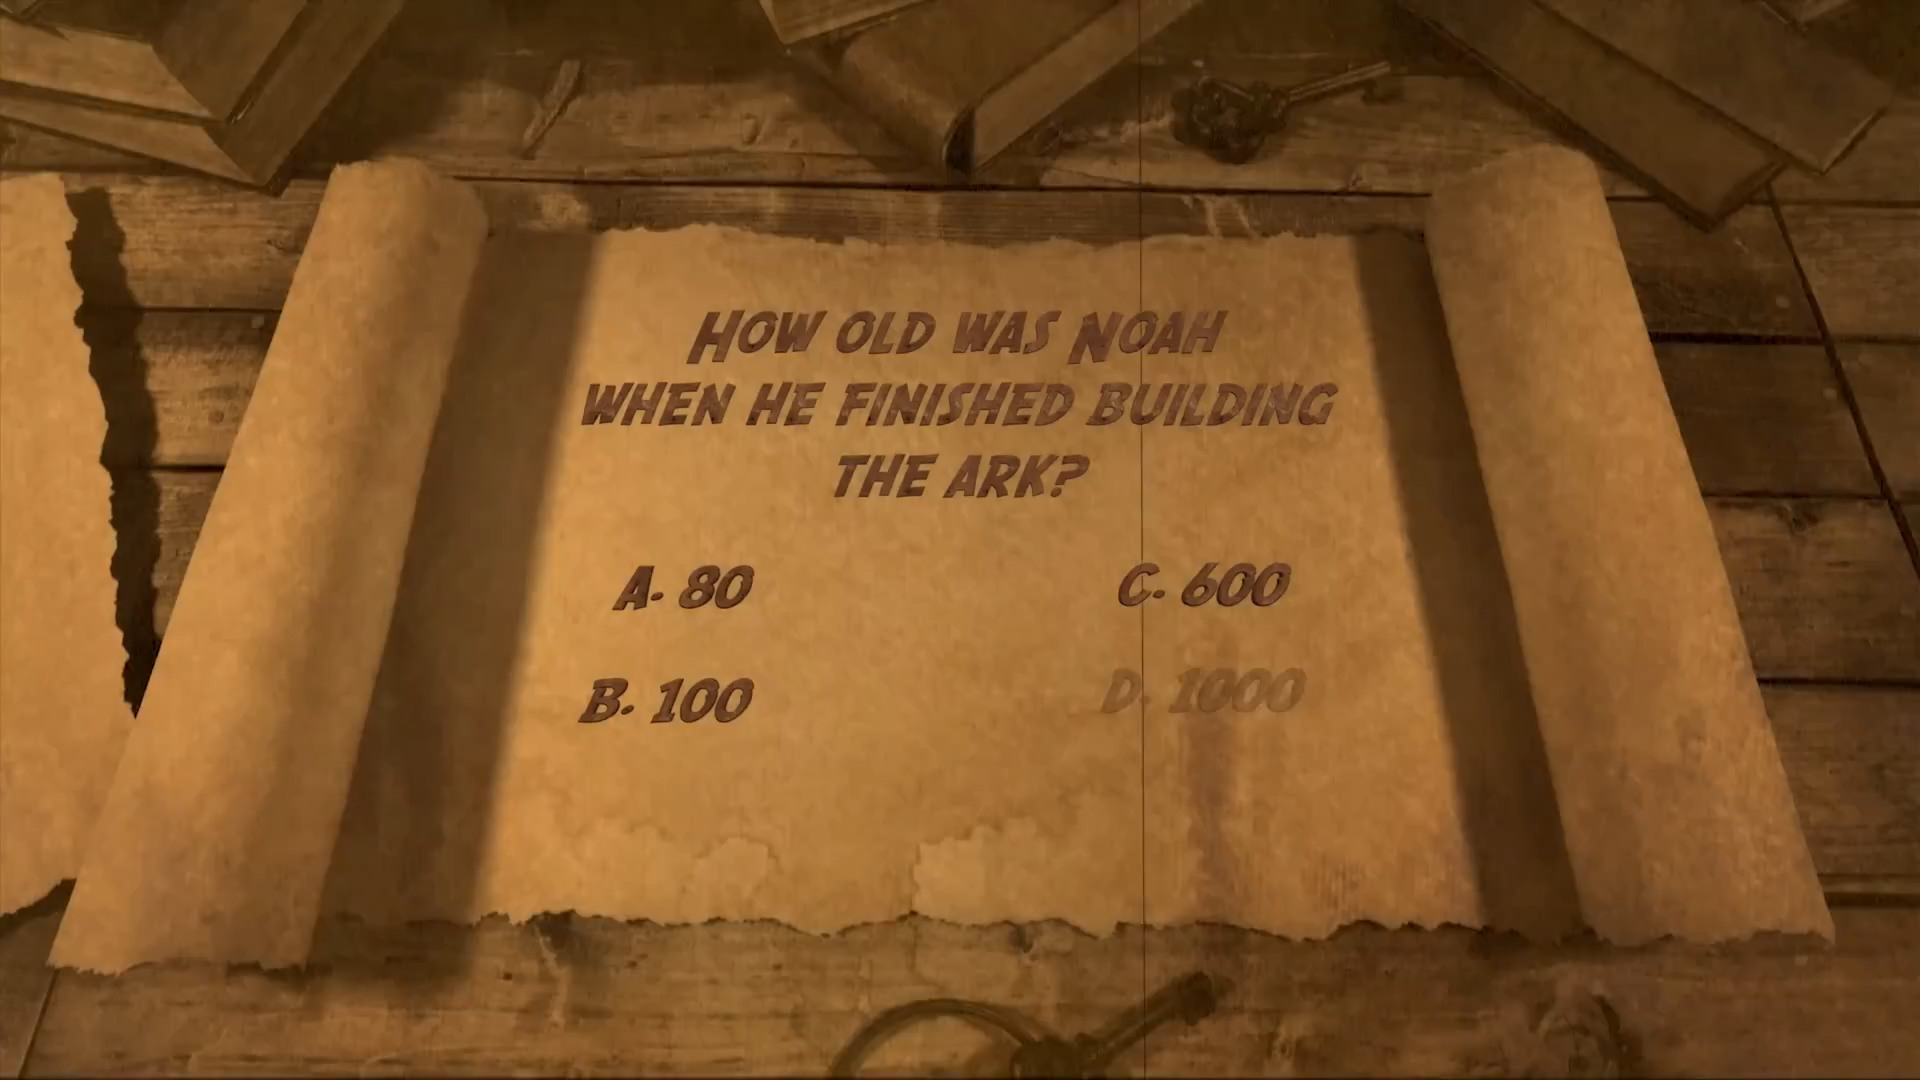 How old was Noah
when he finished building
the ark?
A. 80
C. 600
B. 100
D. 1000